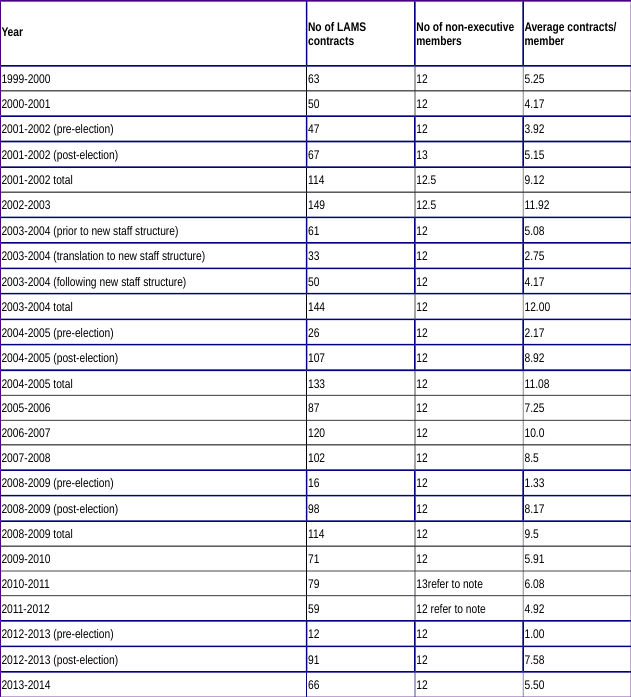 Year No of LAMS contracts No of non-executive members Average contracts/ member
1999-2000 63 12 5.25
2000-2001 50 12 4.17
2001-2002 (pre-election) 47 12 3.92
2001-2002 (post-election) 67 13 5.15
2001-2002 total 114 12.5 9.12
2002-2003 149 12.5 11.92
2003-2004 (prior to new staff structure) 61 12 5.08
2003-2004 (translation to new staff structure) 33 12 2.75
2003-2004 (following new staff structure) 50 12 4.17
2003-2004 total 144 12 12.00
2004-2005 (pre-election) 26 12 2.17
2004-2005 (post-election) 107 12 8.92
2004-2005 total 133 12 11.08
2005-2006 87 12 7.25
2006-2007 120 12 10.0
2007-2008 102 12 8.5
2008-2009 (pre-election) 16 12 1.33
2008-2009 (post-election) 98 12 8.17
2008-2009 total 114 12 9.5
2009-2010 71 12 5.91
2010-2011 79 13refer to note 6.08
2011-2012 59 12 refer to note 4.92
2012-2013 (pre-election) 12 12 1.00
2012-2013 (post-election) 91 12 7.58
2013-2014 66 12 5.50